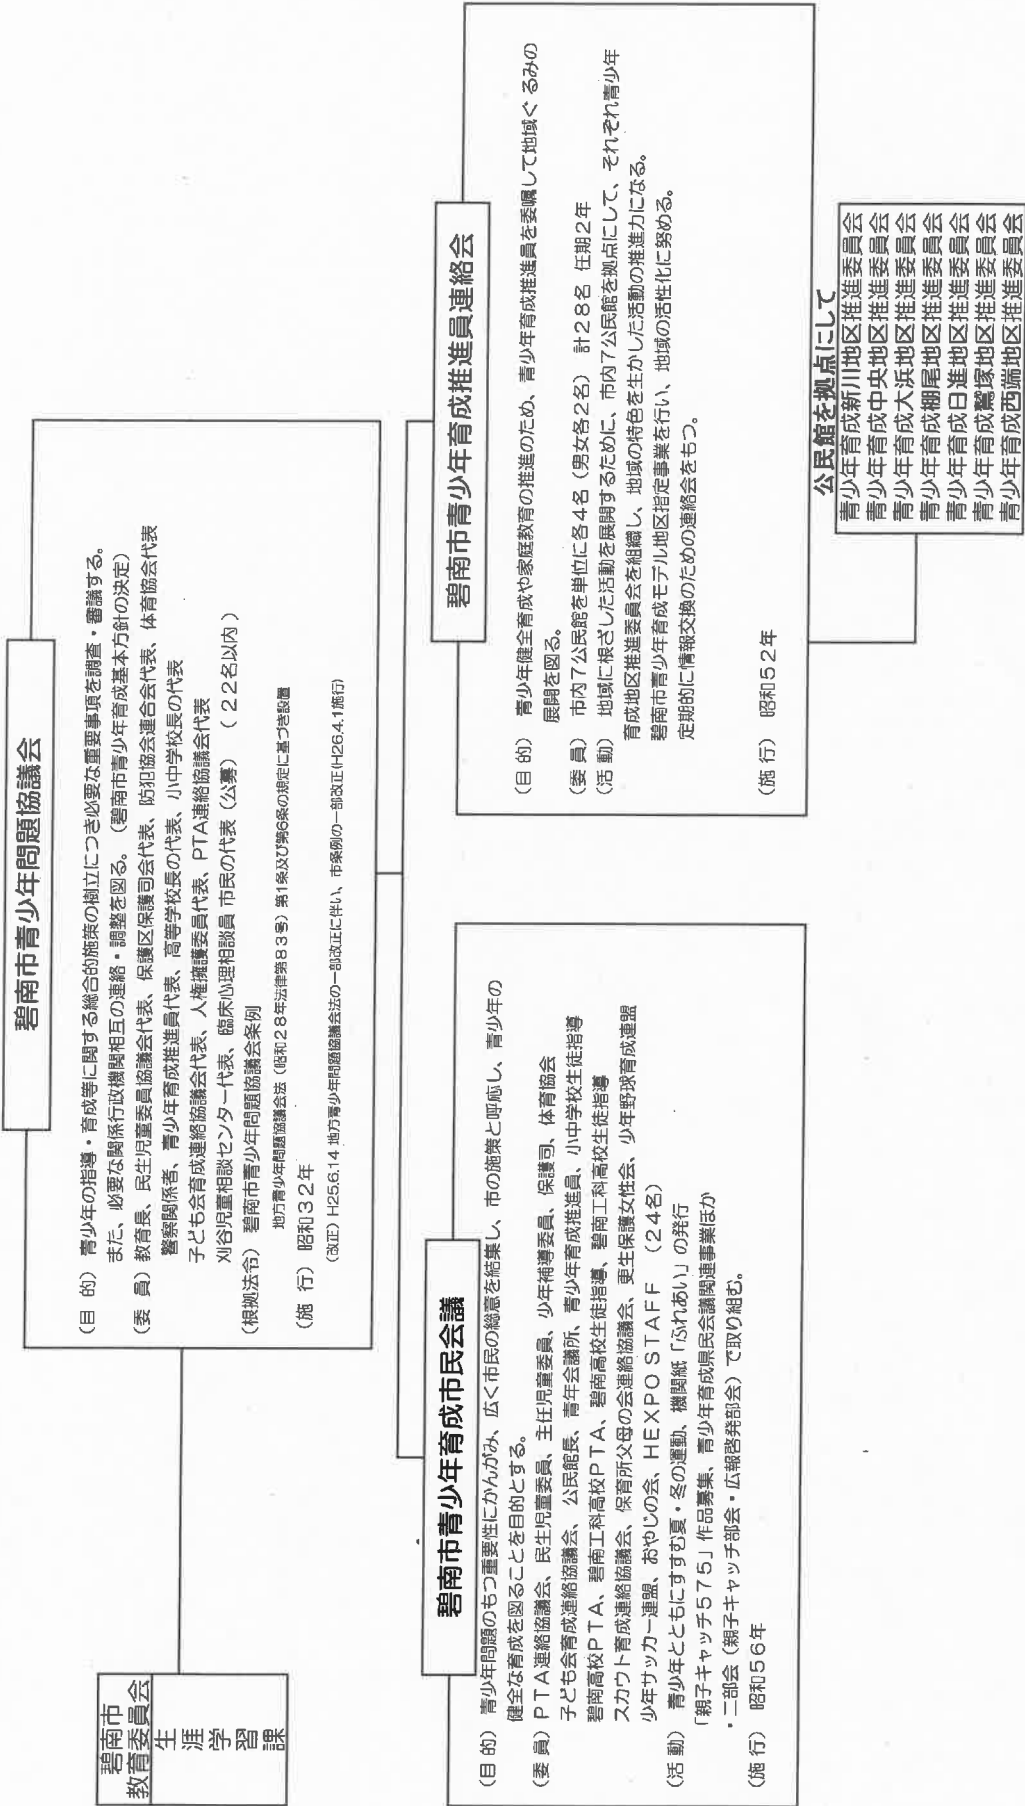 碧南市
教育委員会
生
涯
学
習
課
碧南市青少年問題協議会
(目 的) 青少年の指導・育成等に関する総合的施策の樹立につき必要な重要事項を調査・審議する。
また、必要な関係行政機関相互の連絡・調整を図る。(碧南市青少年育成基本方針の決定)
(委 員) 教育長、民生児童委員協議会代表、保護区保護司会代表、防犯協会連合会代表、体育協会代表
警察関係者、青少年育成推進員代表、高等学校長の代表、小中学校長の代表
子ども会育成連絡協議会代表、人権擁護委員代表、PTA連絡協議会代表
刈谷児童相談センター代表、臨床心理相談員 市民の代表(公募) (22名以内)
(根拠法令) 碧南市青少年問題協議会条例
地方青少年問題協議会法(昭和28年法律第83号)第1条及び第6条の規定に基づき設置
(施 行) 昭和32年
(改正)H25.6.14 地方青少年問題協議会法の一部改正に伴い、市条例の一部改正(H26.4.1施行)
碧南市青少年育成市民会議
(目 的) 青少年問題のもつ重要性にかんがみ、広く市民の総意を結集し、市の施策と呼応し、青少年の
健全な育成を図ることを目的とする。
(委 員) PTA連絡協議会、民生児童委員、主任児童委員、少年補導委員、保護司、体育協会
子ども会育成連絡協議会、公民館長、青年会議所、青少年育成推進員、小中学校生徒指導
碧南高校PTA、碧南工科高校PTA、碧南高校生徒指導、碧南工科高校生徒指導
スカウト育成連絡協議会、保育所父母の会連絡協議会、更生保護女性会、少年野球育成連盟
少年サッカー連盟、おやじの会、HEXPO STAFF (24名)
(活 動) 青少年とともにすすむ夏・冬の運動、機関紙「ふれあい」の発行
「親子キャッチ575」作品募集、青少年育成県民会議関連事業ほか
・二部会(親子キャッチ部会・広報啓発部会)で取り組む。
(施 行) 昭和56年
碧南市青少年育成推進員連絡会
(目 的) 青少年健全育成や家庭教育の推進のため、青少年育成推進員を委嘱して地域ぐるみの
展開を図る。
(委 員) 市内7公民館を単位に各4名(男女各2名) 計28名 任期2年
(活 動) 地域に根ざした活動を展開するために、市内7公民館を拠点にして、それぞれ青少年
育成地区推進委員会を組織し、地域の特色を生かした活動の推進力になる。
碧南市青少年育成モデル地区指定事業を行い、地域の活性化に努める。
定期的に情報交換のための連絡会をもつ。
(施 行) 昭和52年
公民館を拠点にして
青少年育成新川地区推進委員会
青少年育成中央地区推進委員会
青少年育成大浜地区推進委員会
青少年育成棚尾地区推進委員会
青少年育成日進地区推進委員会
青少年育成鷲塚地区推進委員会
青少年育成西端地区推進委員会